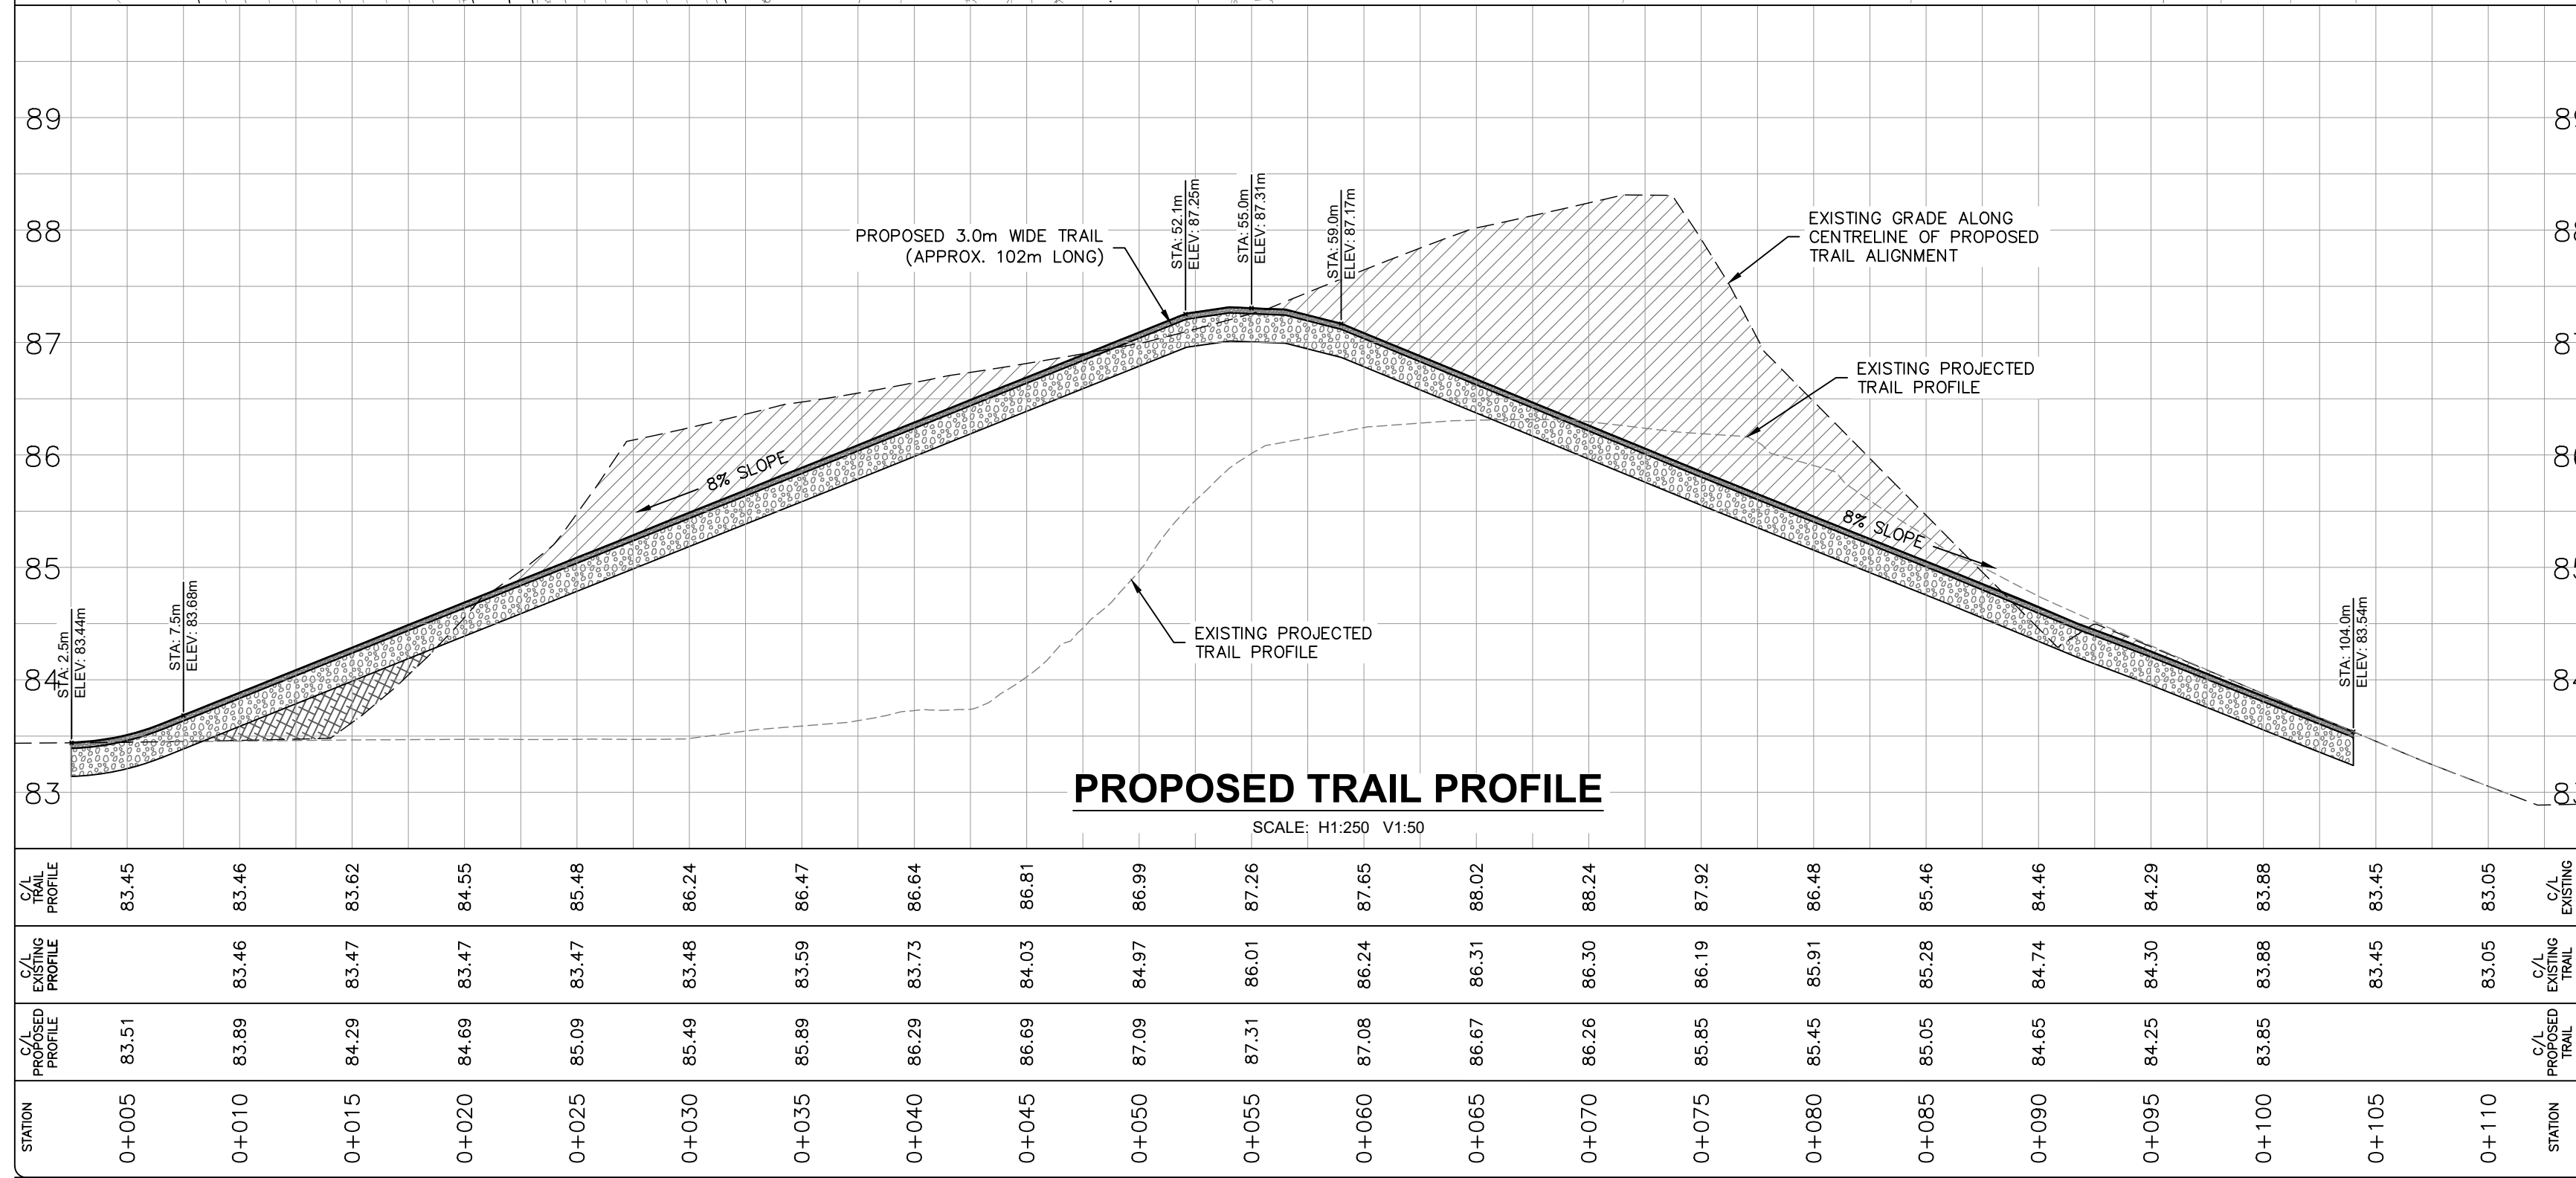 89
88
87
86
85
84
83
89
88
85
STA: 2.5m
ELEV: 83.44m
STA: 7.5m
ELEV: 83.68m
8% SLOPE
PROPOSED 3.0m WIDE TRAIL
(APPROX. 102m LONG)
STA: 52.1m
ELEV: 87.25m
STA: 55.0m
ELEV: 87.31m
STA: 59.0m
ELEV: 87.17m
EXISTING GRADE ALONG
CENTRELINE OF PROPOSED
TRAIL ALIGNMENT
EXISTING PROJECTED
TRAIL PROFILE
8% SLOPE
EXISTING PROJECTED
TRAIL PROFILE
STA: 104.0m
ELEV: 83.54m
PROPOSED TRAIL PROFILE
SCALE: H1:250 V1:50
C/L
TRAIL
PROFILE
83.45 83.46 83.62 84.55 85.48 86.24 86.47 86.64 86.81 86.99 87.26 87.65 88.02 88.24 87.92 86.48 85.46 84.46 84.29 83.88 83.45 83.05
C/L
EXISTING
C/L
EXISTING
PROFILE
83.46 83.47 83.47 83.47 83.48 83.59 83.73 84.03 84.97 86.01 86.24 86.31 86.30 86.19 85.91 85.28 84.74 84.30 83.88 83.45 83.05
C/L
EXISTING
TRAIL
C/L
PROPOSED
PROFILE
83.51 83.89 84.29 84.69 85.09 85.49 85.89 86.29 86.69 87.09 87.31 87.08 86.67 86.26 85.85 85.45 85.05 84.65 84.25 83.85
C/L
PROPOSED
TRAIL
STATION
0+005 0+010 0+015 0+020 0+025 0+030 0+035 0+040 0+045 0+050 0+055 0+060 0+065 0+070 0+075 0+080 0+085 0+090 0+095 0+100 0+105 0+110
STATION